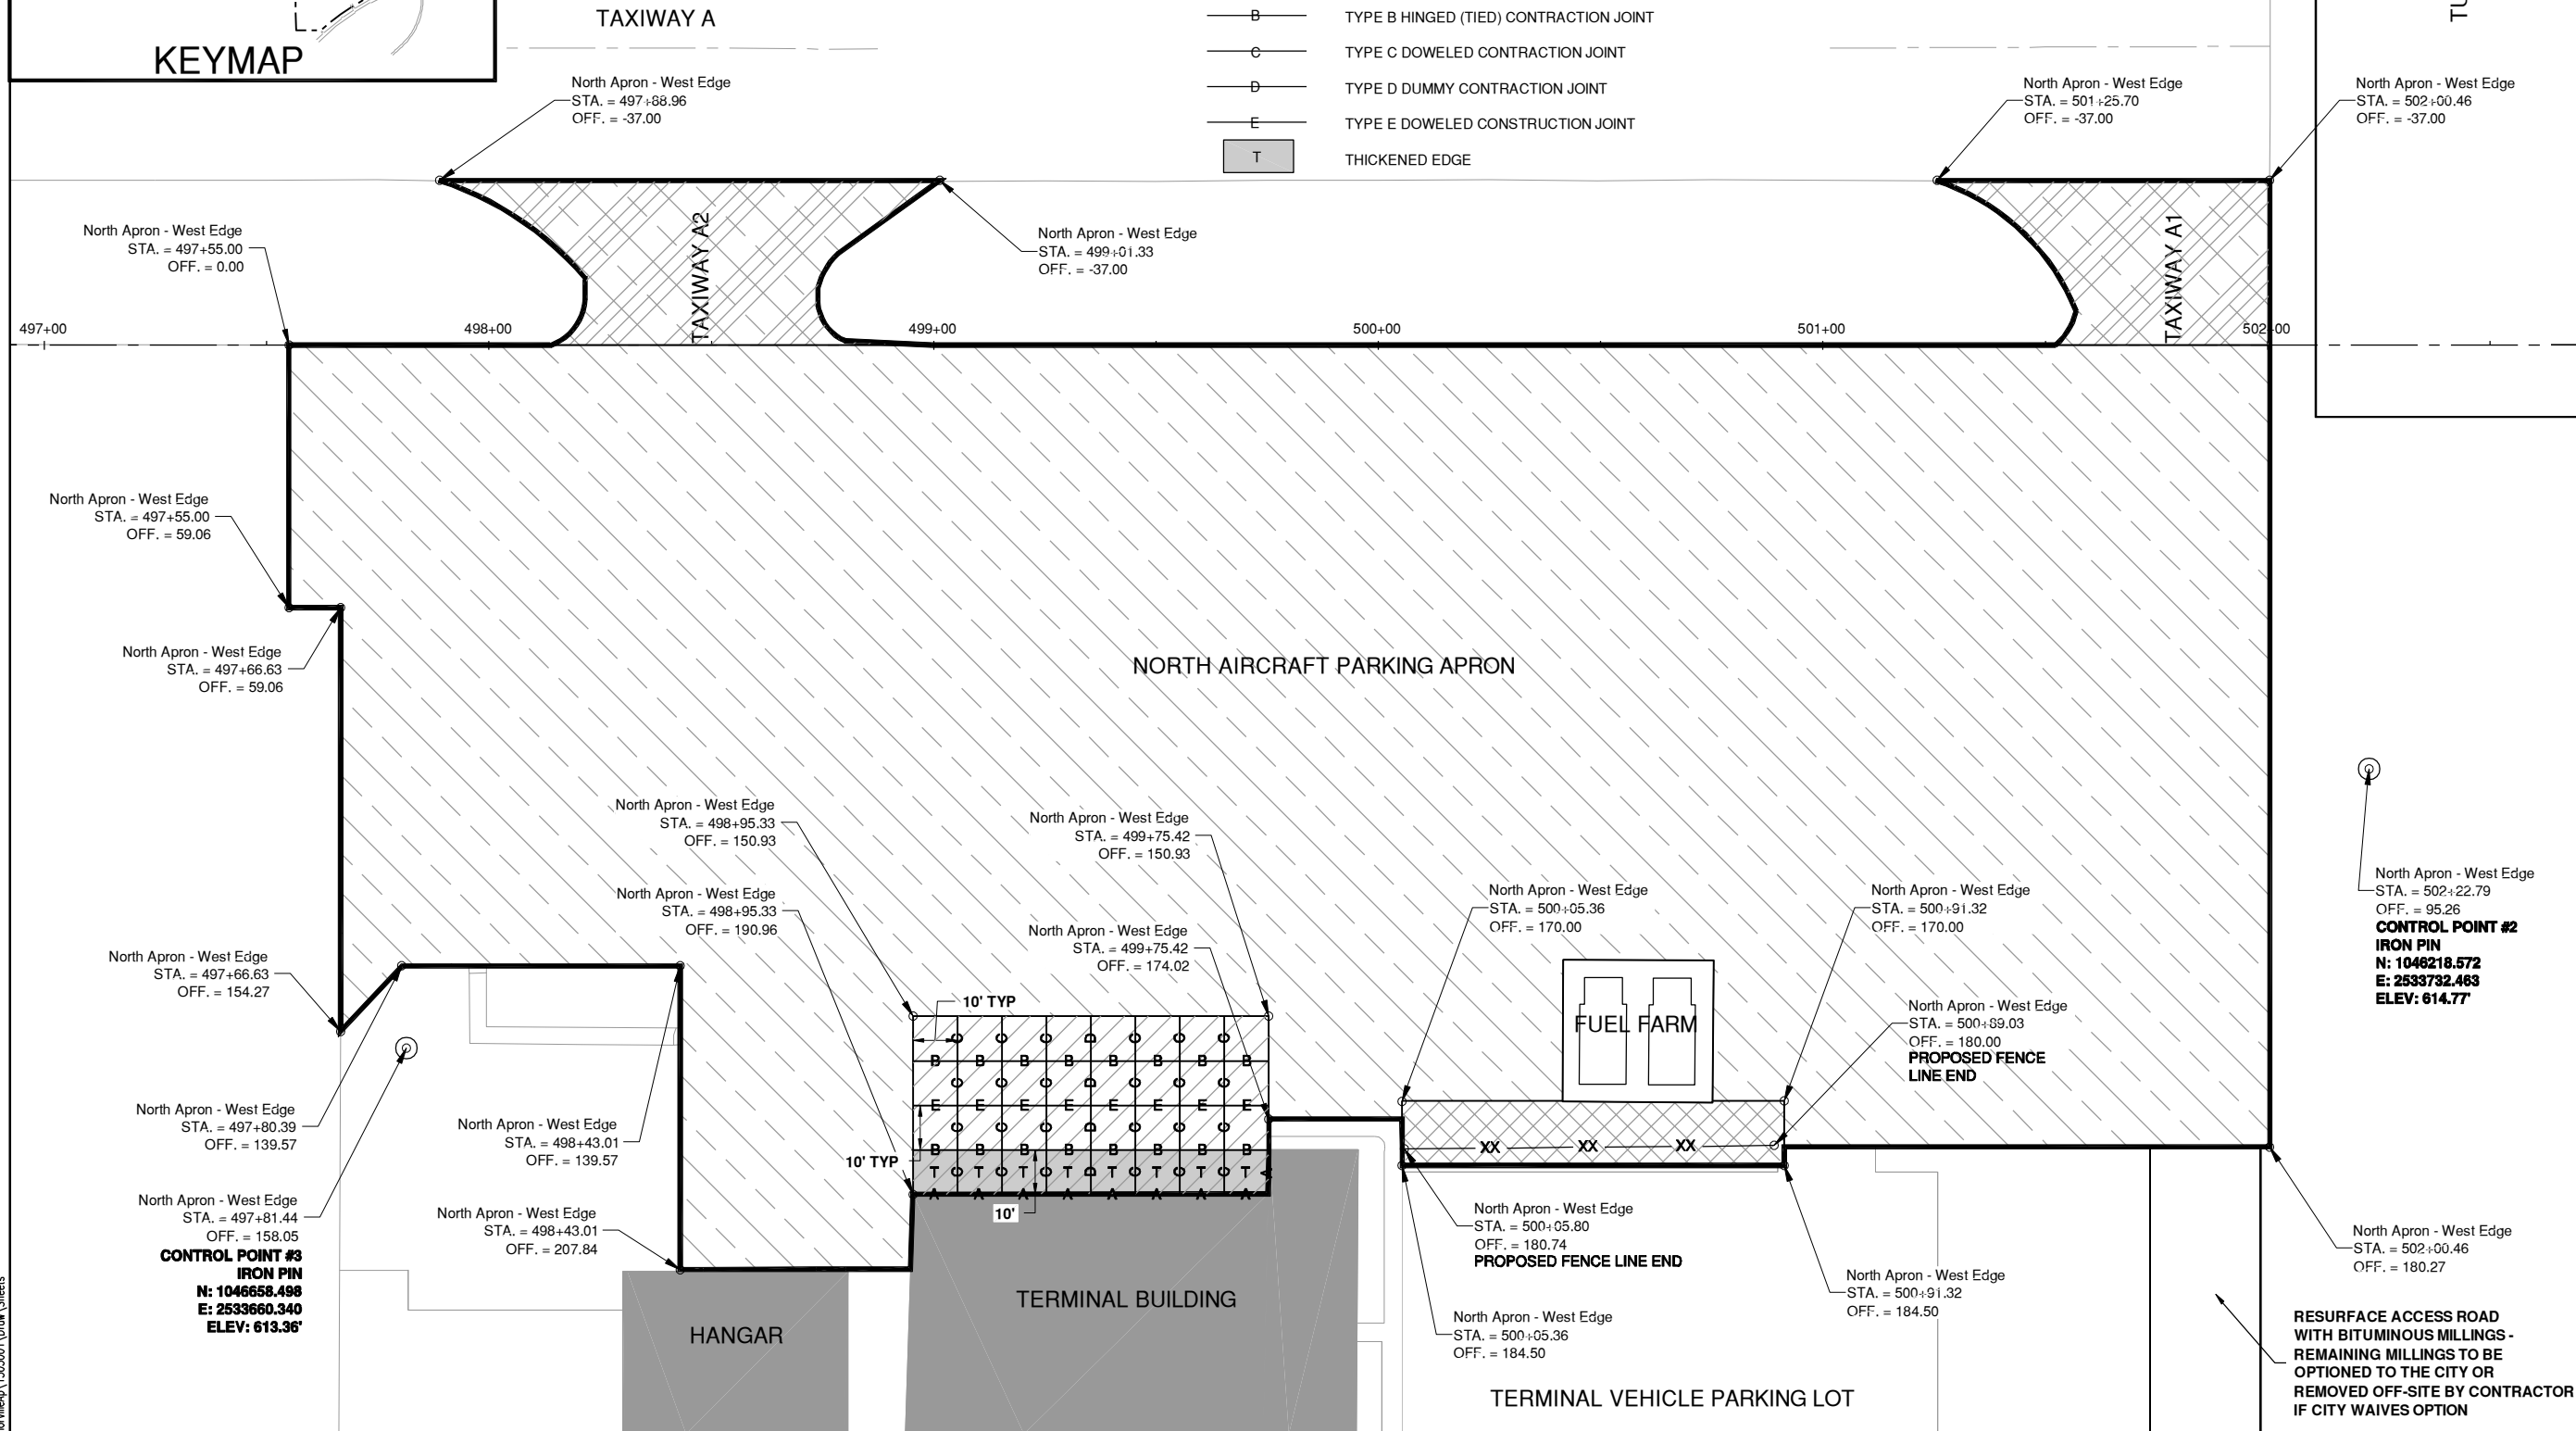 KEYMAP
TAXIWAY A
B TYPE B HINGED (TIED) CONTRACTION JOINT
C TYPE C DOWELED CONTRACTION JOINT
D TYPE D DUMMY CONTRACTION JOINT
E TYPE E DOWELED CONSTRUCTION JOINT
T THICKENED EDGE
North Apron - West Edge
STA. = 497+88.96
OFF. = -37.00
North Apron - West Edge
STA. = 501+25.70
OFF. = -37.00
North Apron - West Edge
STA. = 502+00.46
OFF. = -37.00
North Apron - West Edge
STA. = 497+55.00
OFF. = 0.00
TAXIWAY A2
North Apron - West Edge
STA. = 499+01.33
OFF. = -37.00
TAXIWAY A1
497+00
498+00
499+00
500+00
501+00
502+00
North Apron - West Edge
STA. = 497+55.00
OFF. = 59.06
North Apron - West Edge
STA. = 497+66.63
OFF. = 59.06
NORTH AIRCRAFT PARKING APRON
North Apron - West Edge
STA. = 498+95.33
OFF. = 150.93
North Apron - West Edge
STA. = 499+75.42
OFF. = 150.93
North Apron - West Edge
STA. = 498+95.33
OFF. = 190.96
North Apron - West Edge
STA. = 499+75.42
OFF. = 174.02
North Apron - West Edge
STA. = 500+05.36
OFF. = 170.00
North Apron - West Edge
STA. = 500+91.32
OFF. = 170.00
North Apron - West Edge
STA. = 502+22.79
OFF. = 95.26
CONTROL POINT #2
IRON PIN
N: 1046218.572
E: 2533732.463
ELEV: 614.77'
North Apron - West Edge
STA. = 497+66.63
OFF. = 154.27
10' TYP
FUEL FARM
North Apron - West Edge
STA. = 500+89.03
OFF. = 180.00
PROPOSED FENCE
LINE END
C C C D C C C
B B B B B B B B
C C C D C C C
E E E E E E E E
C C C D C C C
B B B B B B B B
T C T C T C T D T C T C T C T A
A A A A A A A A
10' TYP
10'
XX XX XX
North Apron - West Edge
STA. = 497+80.39
OFF. = 139.57
North Apron - West Edge
STA. = 498+43.01
OFF. = 139.57
North Apron - West Edge
STA. = 497+81.44
OFF. = 158.05
CONTROL POINT #3
IRON PIN
N: 1046658.498
E: 2533660.340
ELEV: 613.36'
North Apron - West Edge
STA. = 498+43.01
OFF. = 207.84
North Apron - West Edge
STA. = 500+05.80
OFF. = 180.74
PROPOSED FENCE LINE END
North Apron - West Edge
STA. = 502+00.46
OFF. = 180.27
North Apron - West Edge
STA. = 500+91.32
OFF. = 184.50
North Apron - West Edge
STA. = 500+05.36
OFF. = 184.50
HANGAR
TERMINAL BUILDING
TERMINAL VEHICLE PARKING LOT
RESURFACE ACCESS ROAD
WITH BITUMINOUS MILLINGS -
REMAINING MILLINGS TO BE
OPTIONED TO THE CITY OR
REMOVED OFF-SITE BY CONTRACTOR
IF CITY WAIVES OPTION